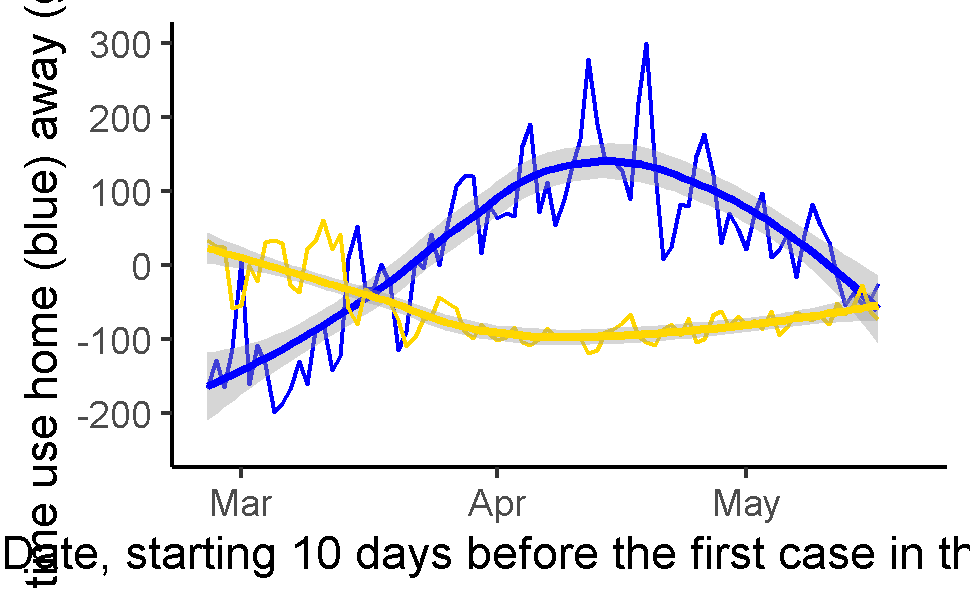 time use home (blue) away (
300
200
100
0
-100
-200
Mar Apr May
Date, starting 10 days before the first case in th